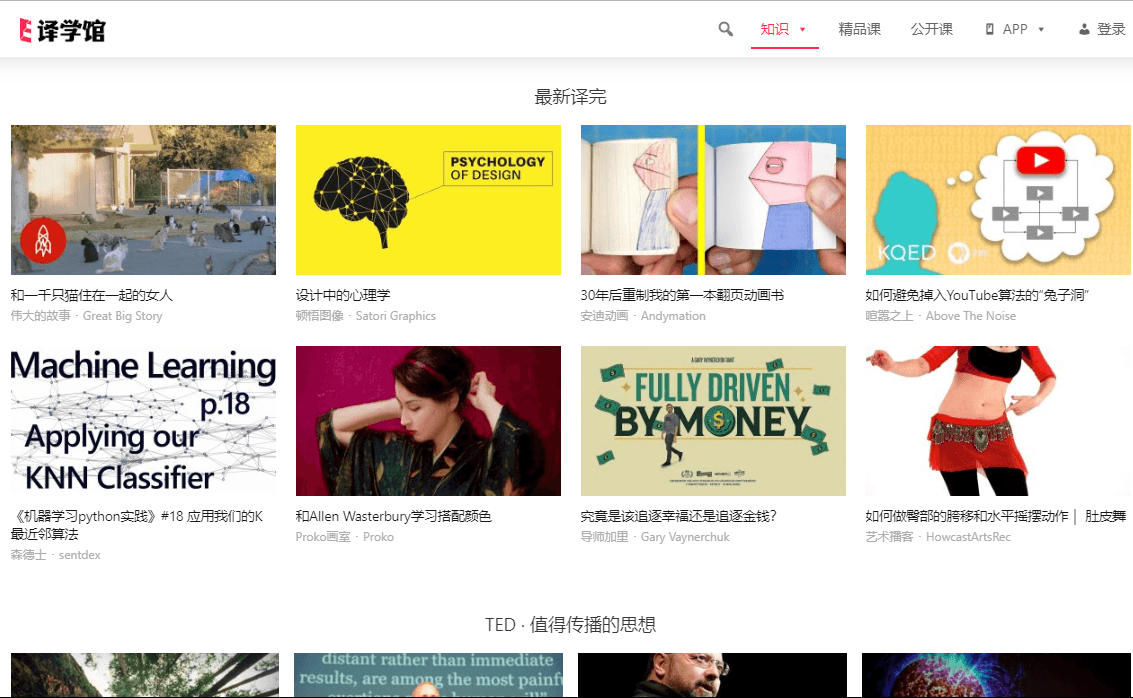 译学馆
知识
精品课
公开课
APP
登录
最新译完
PSYCHOLOGY
OF DESIGN
KQED
和一千只猫住在一起的女人
伟大的故事 · Great Big Story
设计中的心理学
顿悟图像 · Satori Graphics
30年后重制我的第一本翻页动画书
安迪动画 · Andymation
如何避免掉入YouTube算法的“兔子洞”
喧嚣之上 · Above The Noise
Machine Learning
p.18
Applying our
KNN Classifier
A GARY VAYNERCHUK RANT
FULLY DRIVEN
BY MONEY
《机器学习python实践》#18 应用我们的K
最近邻算法
森德士 · sentdex
和Allen Wasterbury学习搭配颜色
Proko画室 · Proko
究竟是该追逐幸福还是追逐金钱?
导师加里 · Gary Vaynerchuk
如何做臀部的胯移和水平摇摆动作｜ 肚皮舞
艺术播客 · HowcastArtsRec
TED · 值得传播的思想
distant rather than immediate
results, are among the most painf